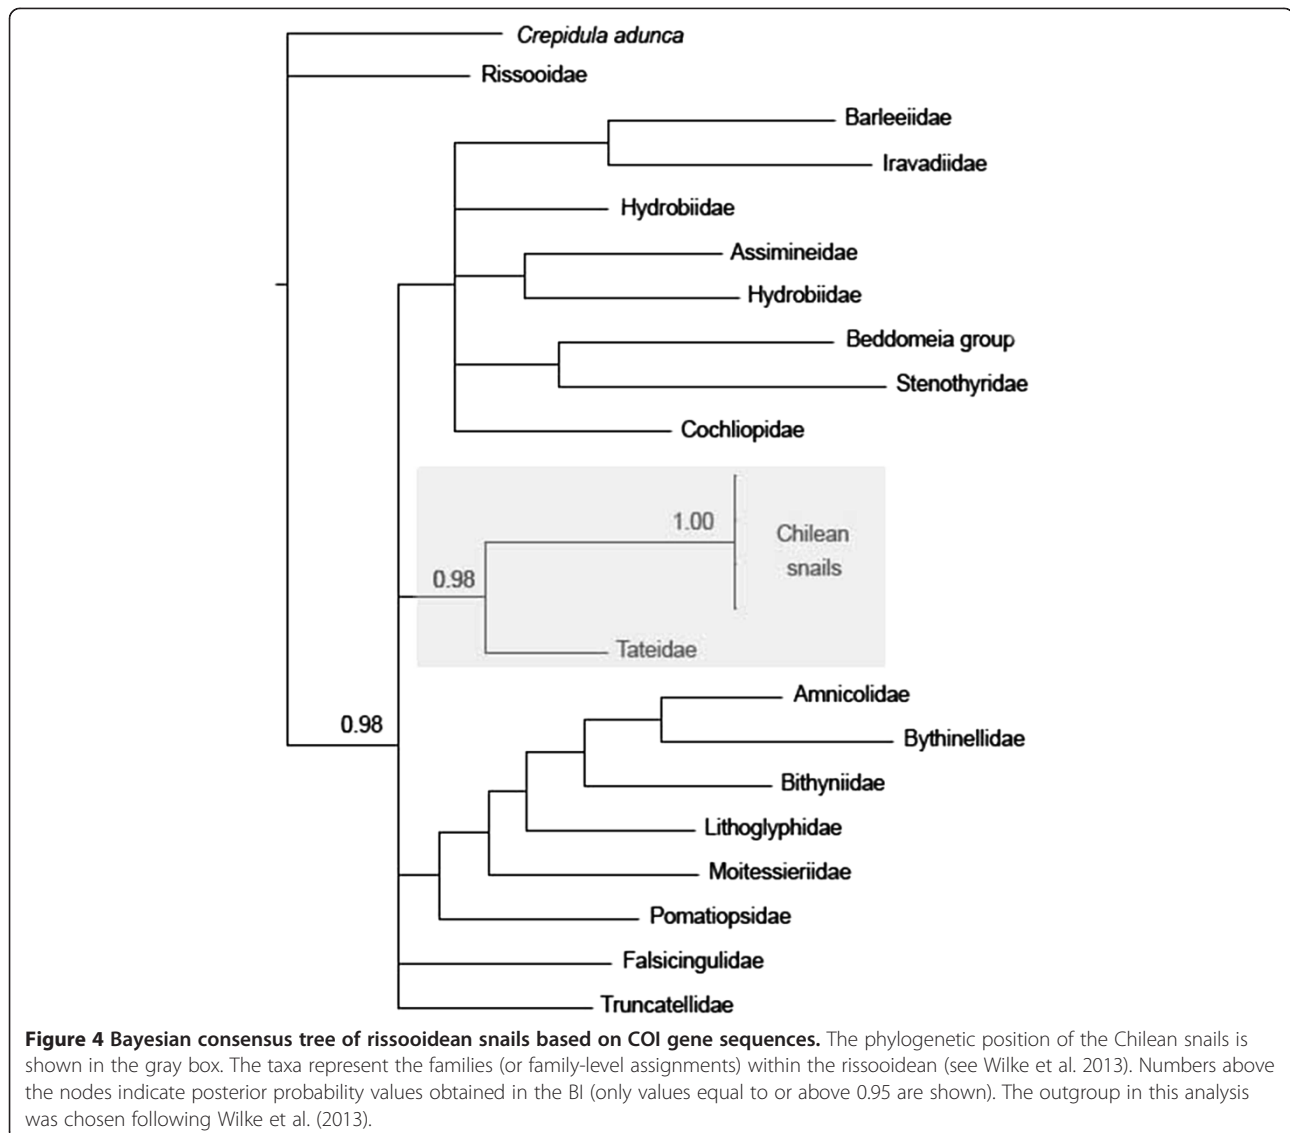 Crepidula adunca
Rissooidae
Barleeiidae
Iravadiidae
Hydrobiidae
Assimineidae
Hydrobiidae
Beddomeia group
Stenothyridae
Cochliopidae
1.00
Chilean
snails
0.98
Tateidae
Amnicolidae
0.98
Bythinellidae
Bithyniidae
Lithoglyphidae
Moitessieriidae
Pomatiopsidae
Falsicingulidae
Truncatellidae
Figure 4 Bayesian consensus tree of rissooidean snails based on COI gene sequences. The phylogenetic position of the Chilean snails is
shown in the gray box. The taxa represent the families (or family-level assignments) within the rissooidean (see Wilke et al. 2013). Numbers above
the nodes indicate posterior probability values obtained in the BI (only values equal to or above 0.95 are shown). The outgroup in this analysis
was chosen following Wilke et al. (2013).